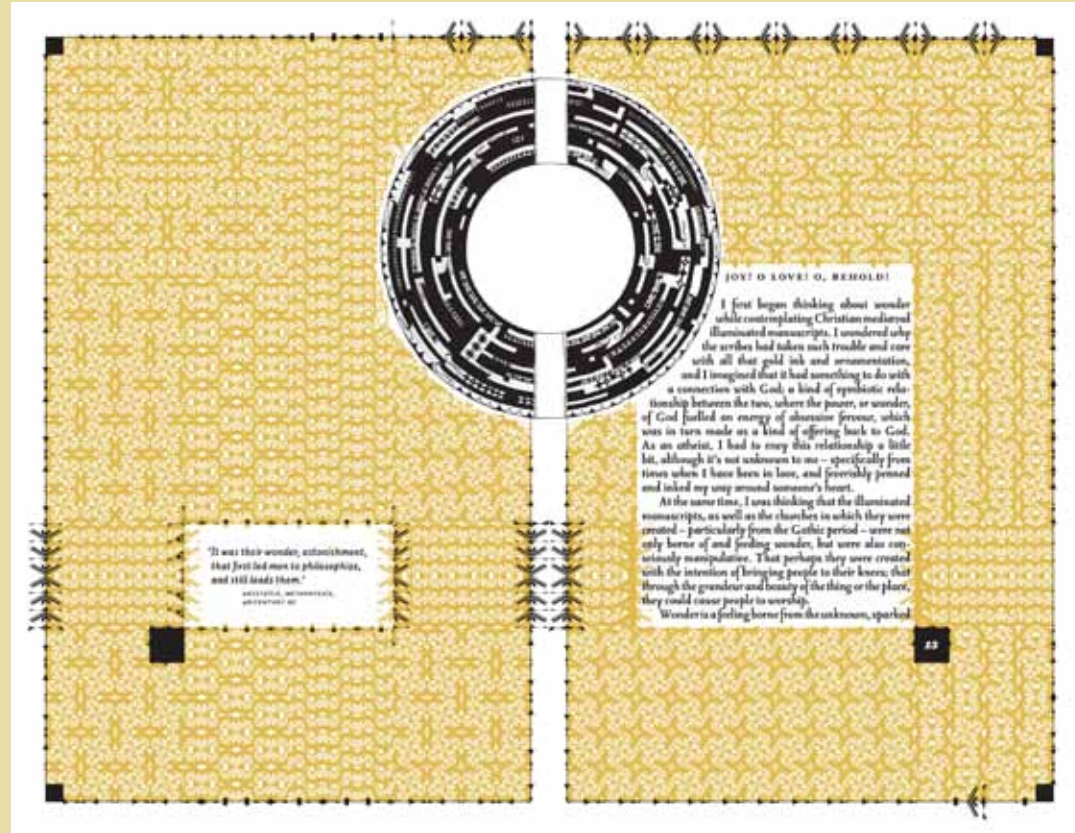 'It was their wonder, astonishment,
that first led men to philosophize,
and still leads them.'
ARISTOTLE, METAPHYSICS,
4TH CENTURY BC
JOY! O LOVE! O, BEHOLD!
I first began thinking about wonder
while contemplating Christian mediæval
illuminated manuscripts. I wondered why
the scribes had taken such trouble and care
with all that gold ink and ornamentation,
and I imagined that it had something to do with
a connection with God; a kind of symbiotic rela-
tionship between the two, where the power, or wonder,
of God fuelled an energy of obsessive fervour, which
was in turn made as a kind of offering back to God.
As an atheist, I had to envy this relationship a little
bit, although it's not unknown to me – specifically from
times when I have been in love, and feverishly penned
and inked my way around someone's heart.
At the same time, I was thinking that the illuminated
manuscripts, as well as the churches in which they were
created – particularly from the Gothic period – were not
only borne of and feeding wonder, but were also con-
sciously manipulative. That perhaps they were created
with the intention of bringing people to their knees; that
through the grandeur and beauty of the thing or the place,
they could cause people to worship.
Wonder is a feeling borne from the unknown, sparked